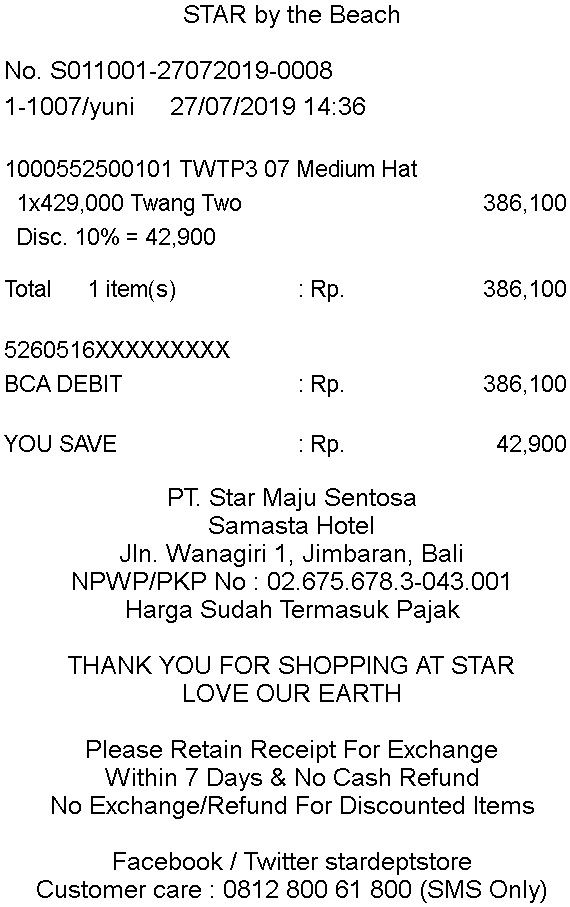 STAR by the Beach
No. S011001-27072019-0008
1-1007/yuni 27/07/2019 14:36
1000552500101 TWTP3 07 Medium Hat
1x429,000 Twang Two 386,100
Disc. 10% = 42,900
Total 1 item(s) : Rp. 386,100
5260516XXXXXXXXX
BCA DEBIT : Rp. 386,100
YOU SAVE : Rp. 42,900
PT. Star Maju Sentosa
Samasta Hotel
Jln. Wanagiri 1, Jimbaran, Bali
NPWP/PKP No : 02.675.678.3-043.001
Harga Sudah Termasuk Pajak
THANK YOU FOR SHOPPING AT STAR
LOVE OUR EARTH
Please Retain Receipt For Exchange
Within 7 Days & No Cash Refund
No Exchange/Refund For Discounted Items
Facebook / Twitter stardeptstore
Customer care : 0812 800 61 800 (SMS Only)